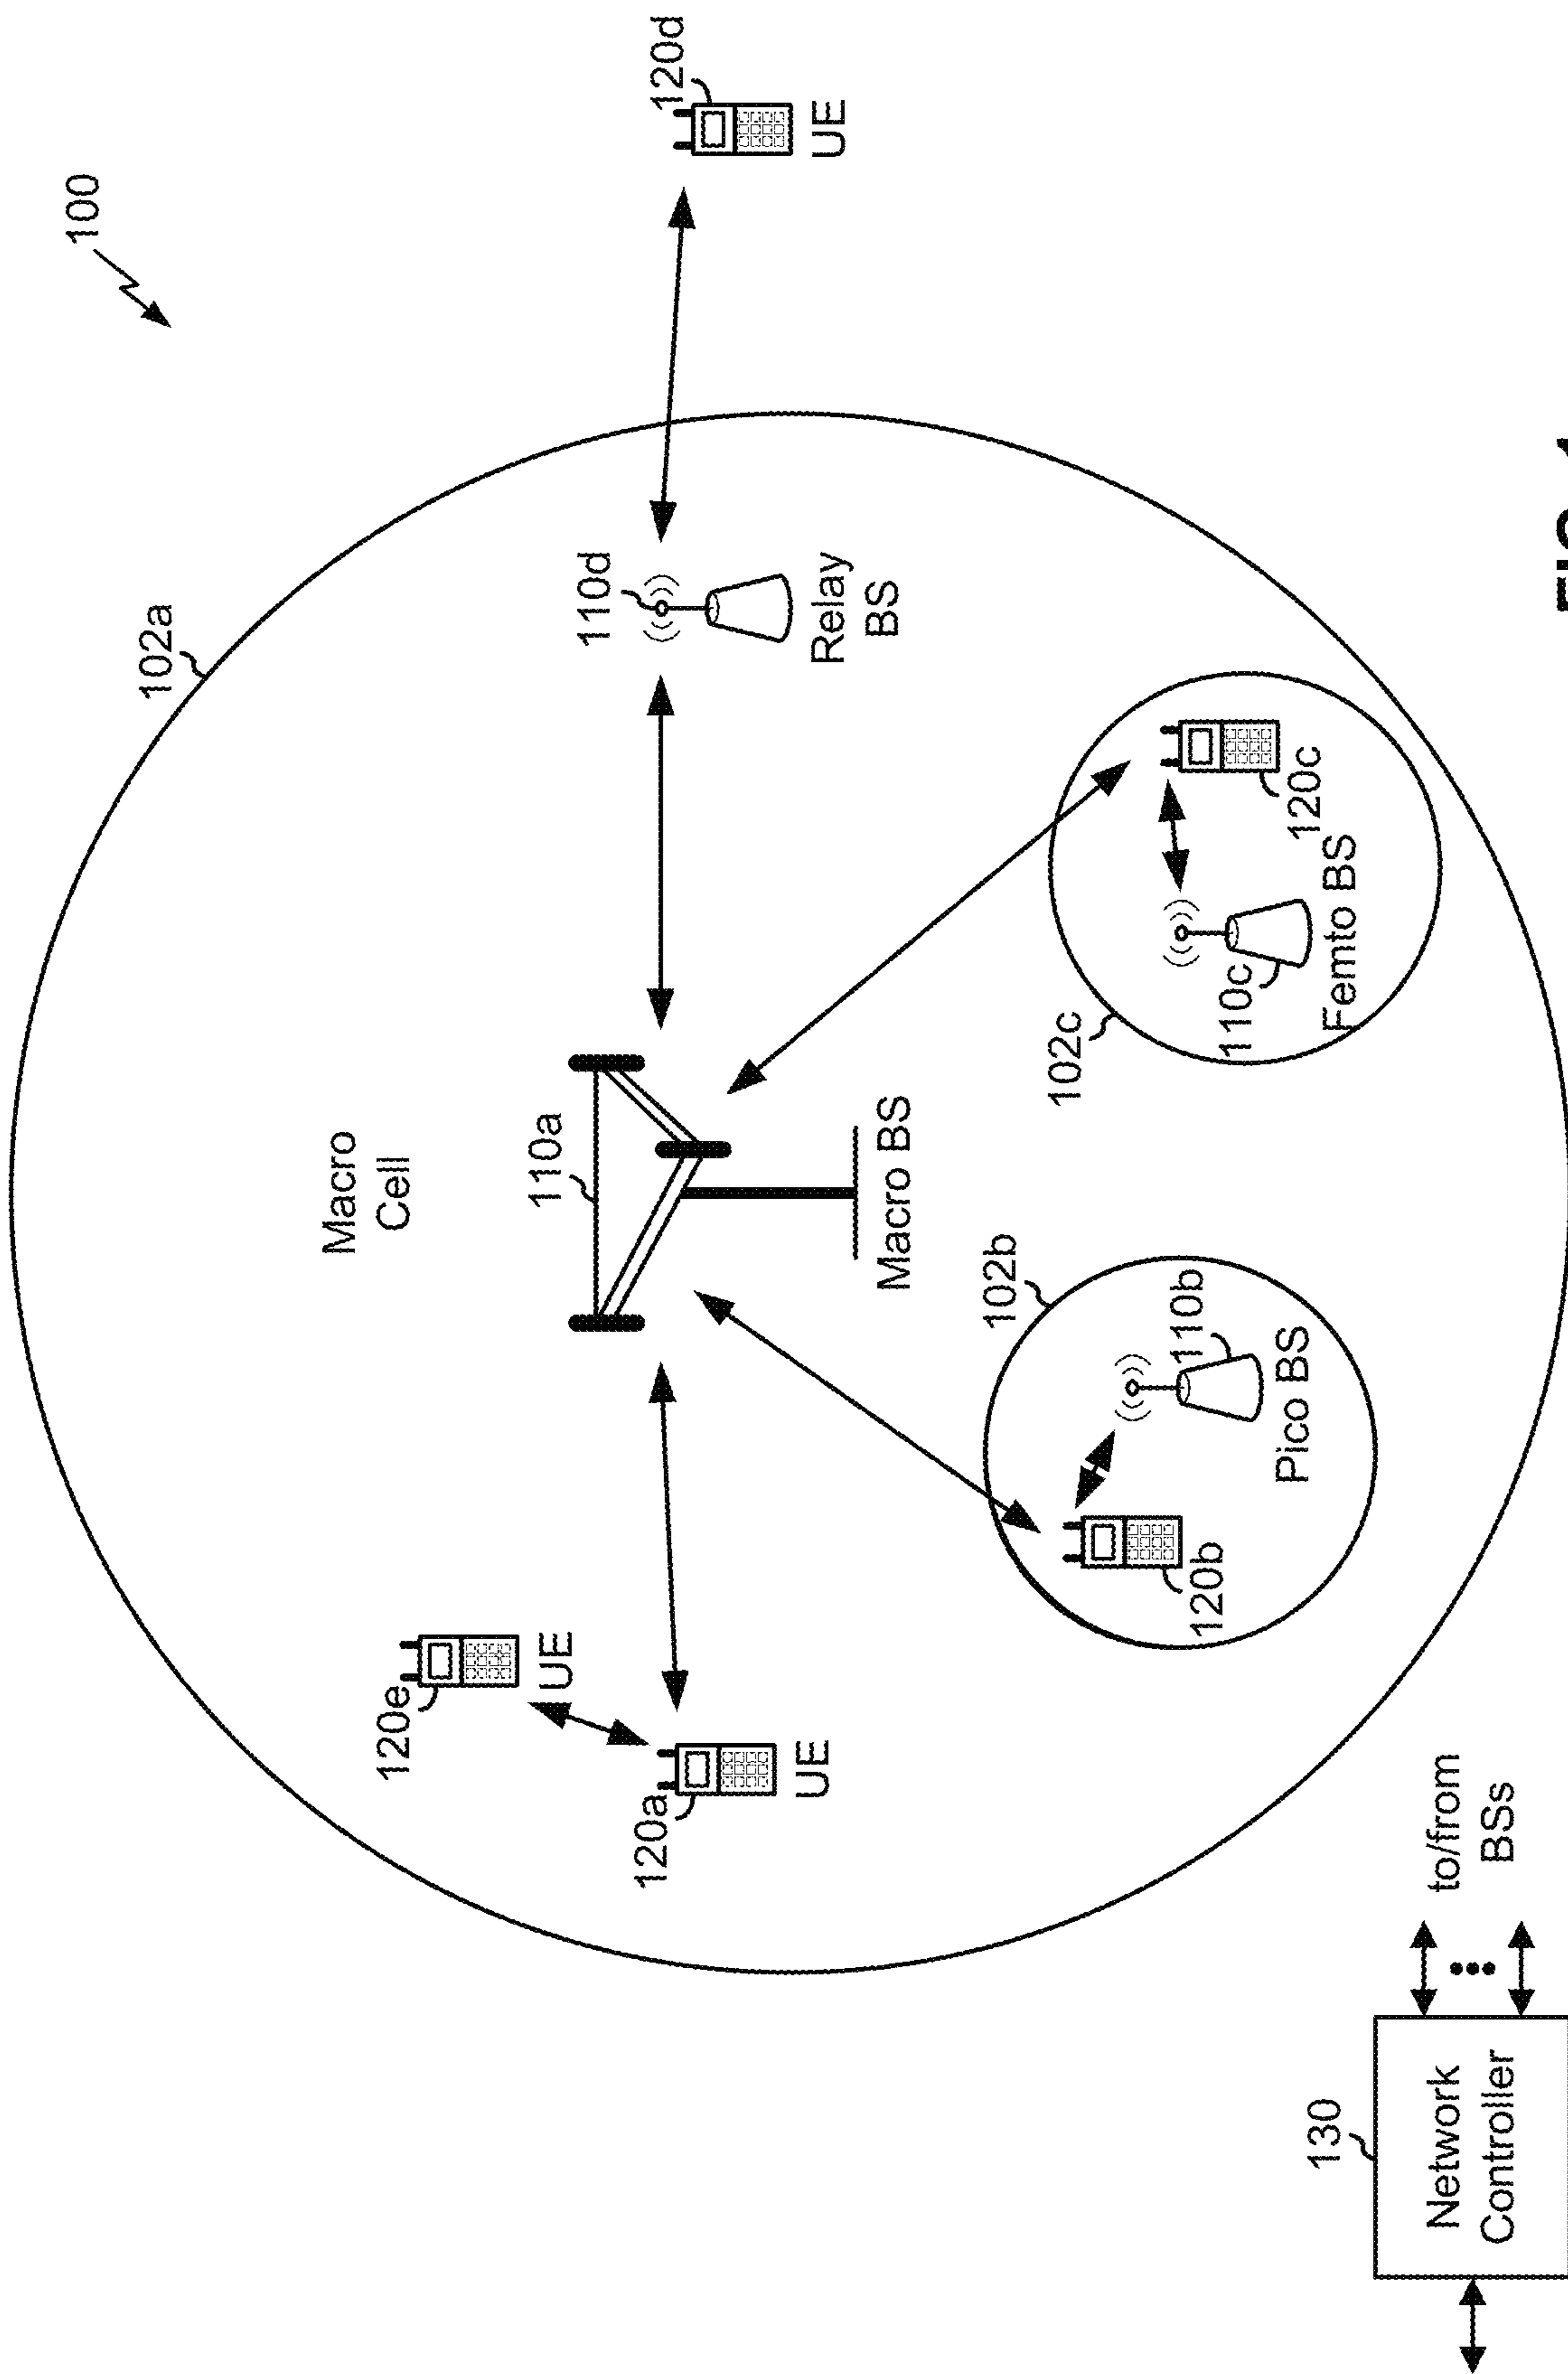 100
102a
Macro
Cell
120e
UE
110a
110d
120d
120a
UE
Relay
BS
UE
Macro BS
102b
102c
120b
110b
Pico BS
110c
120c
Femto BS
130
Network
Controller
to/from
BSs